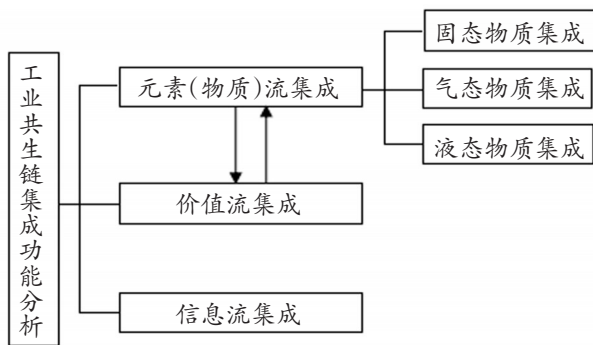 工业共生链集成功能分析
元素(物质)流集成
价值流集成
信息流集成
固态物质集成
气态物质集成
液态物质集成